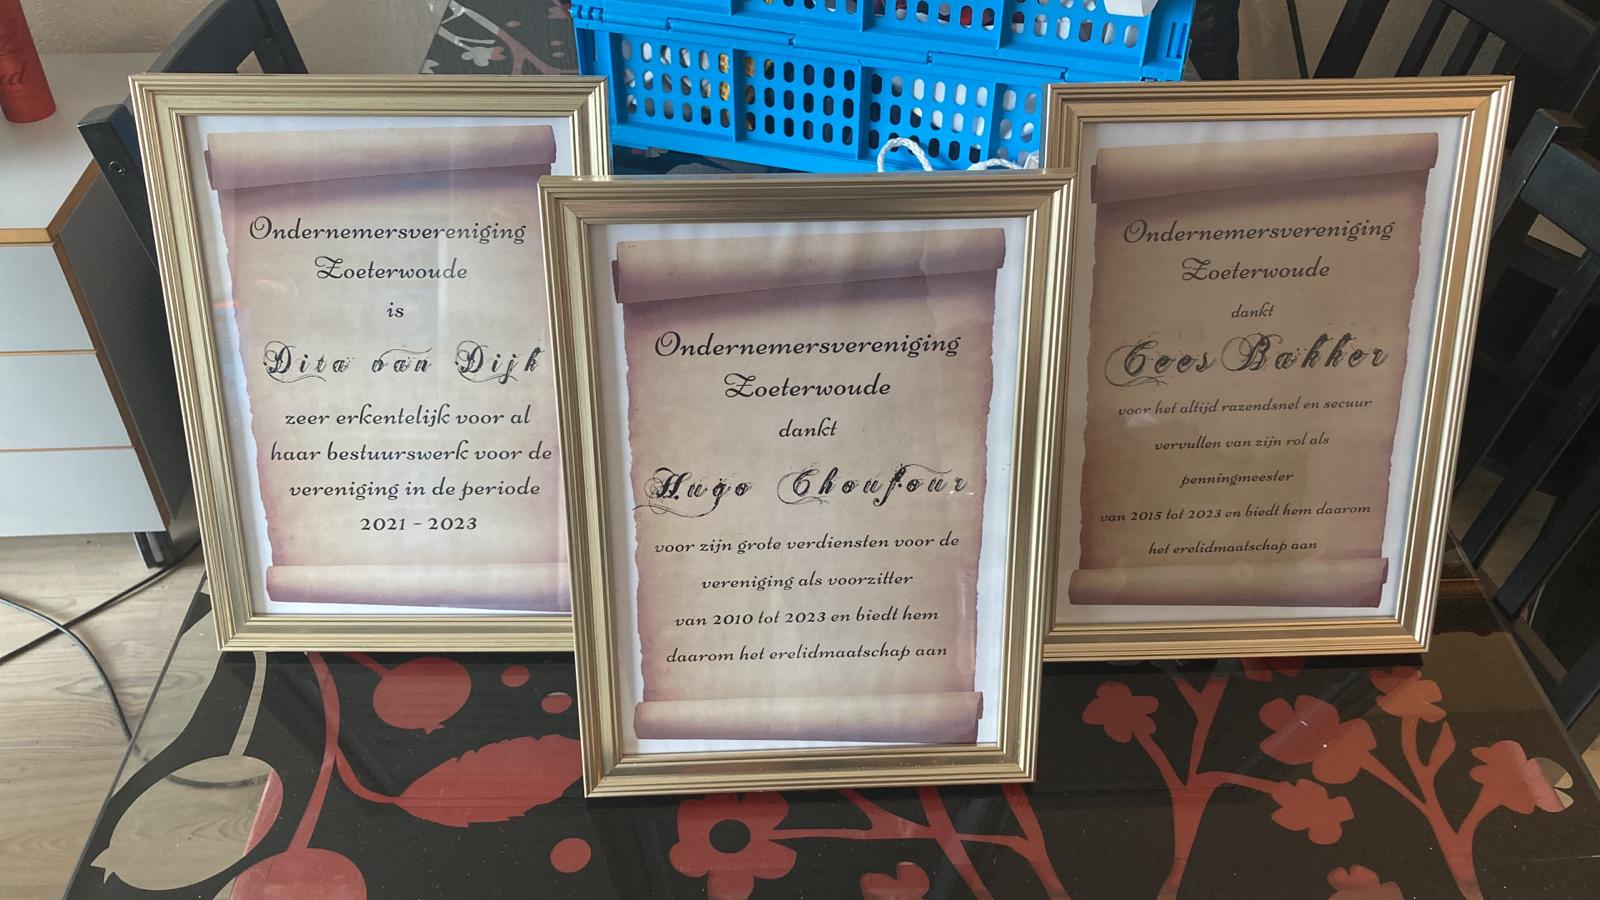 Ondernemersvereniging
Zoeterwoude
is
Dita van Dijk
zeer erkentelijk voor al
haar bestuurswerk voor de
vereniging in de periode
2021 - 2023
Ondernemersvereniging
Zoeterwoude
dankt
Hugo Choufour
voor zijn grote verdiensten voor de
vereniging als voorzitter
van 2010 tot 2023 en biedt hem
daarom het erelidmaatschap aan
Ondernemersvereniging
Zoeterwoude
dankt
Cees Bakker
voor het altijd razendsnel en secuur
vervullen van zijn rol als
penningmeester
van 2015 tot 2023 en biedt hem daarom
het erelidmaatschap aan